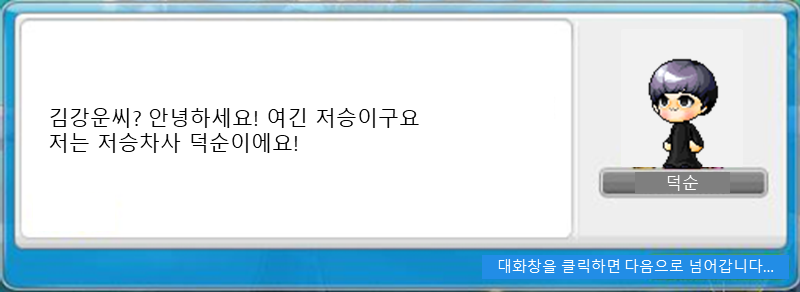 김강운씨? 안녕하세요! 여긴 저승이구요
저는 저승차사 덕순이에요!
덕순
대화창을 클릭하면 다음으로 넘어갑니다...